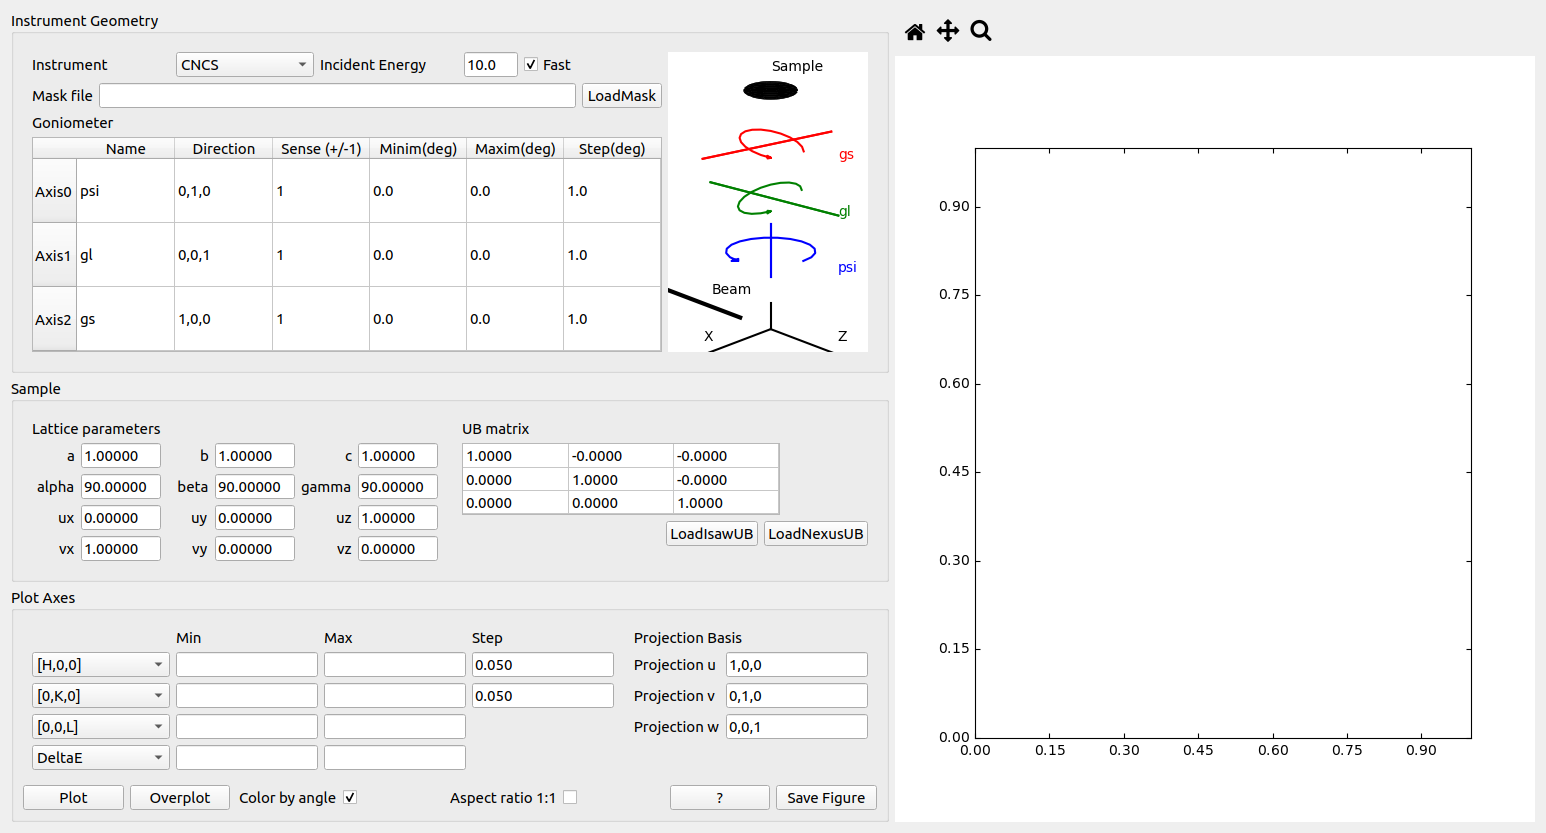 Instrument Geometry
Instrument CNCS Incident Energy 10.0 Fast
Mask file LoadMask
Goniometer
Name Direction Sense (+/-1) Minim(deg) Maxim(deg) Step(deg)
Axis0 psi 0,1,0 1 0.0 0.0 1.0
Axis1 gl 0,0,1 1 0.0 0.0 1.0
Axis2 gs 1,0,0 1 0.0 0.0 1.0
Sample
gs
gl
psi
Beam
X Z
Sample
Lattice parameters
a 1.00000 b 1.00000 c 1.00000
alpha 90.00000 beta 90.00000 gamma 90.00000
ux 0.00000 uy 0.00000 uz 1.00000
vx 1.00000 vy 0.00000 vz 0.00000
UB matrix
1.0000 -0.0000 -0.0000
0.0000 1.0000 -0.0000
0.0000 0.0000 1.0000
LoadIsawUB LoadNexusUB
Plot Axes
Min Max Step Projection Basis
[H,0,0] 0.050 Projection u 1,0,0
[0,K,0] 0.050 Projection v 0,1,0
[0,0,L] Projection w 0,0,1
DeltaE
Plot Overplot Color by angle Aspect ratio 1:1 ? Save Figure
0.90
0.75
0.60
0.45
0.30
0.15
0.00
0.00 0.15 0.30 0.45 0.60 0.75 0.90